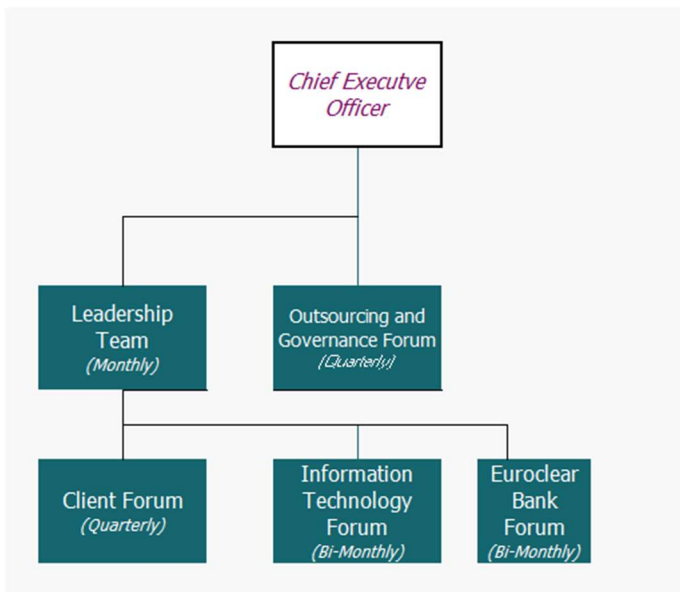 Chief Executve
Officer
Leadership
Team
(Monthly)
Outsourcing and
Governance Forum
(Quarterly)
Client Forum
(Quarterly)
Information
Technology
Forum
(Bi-Monthly)
Euroclear
Bank
Forum
(Bi-Monthly)